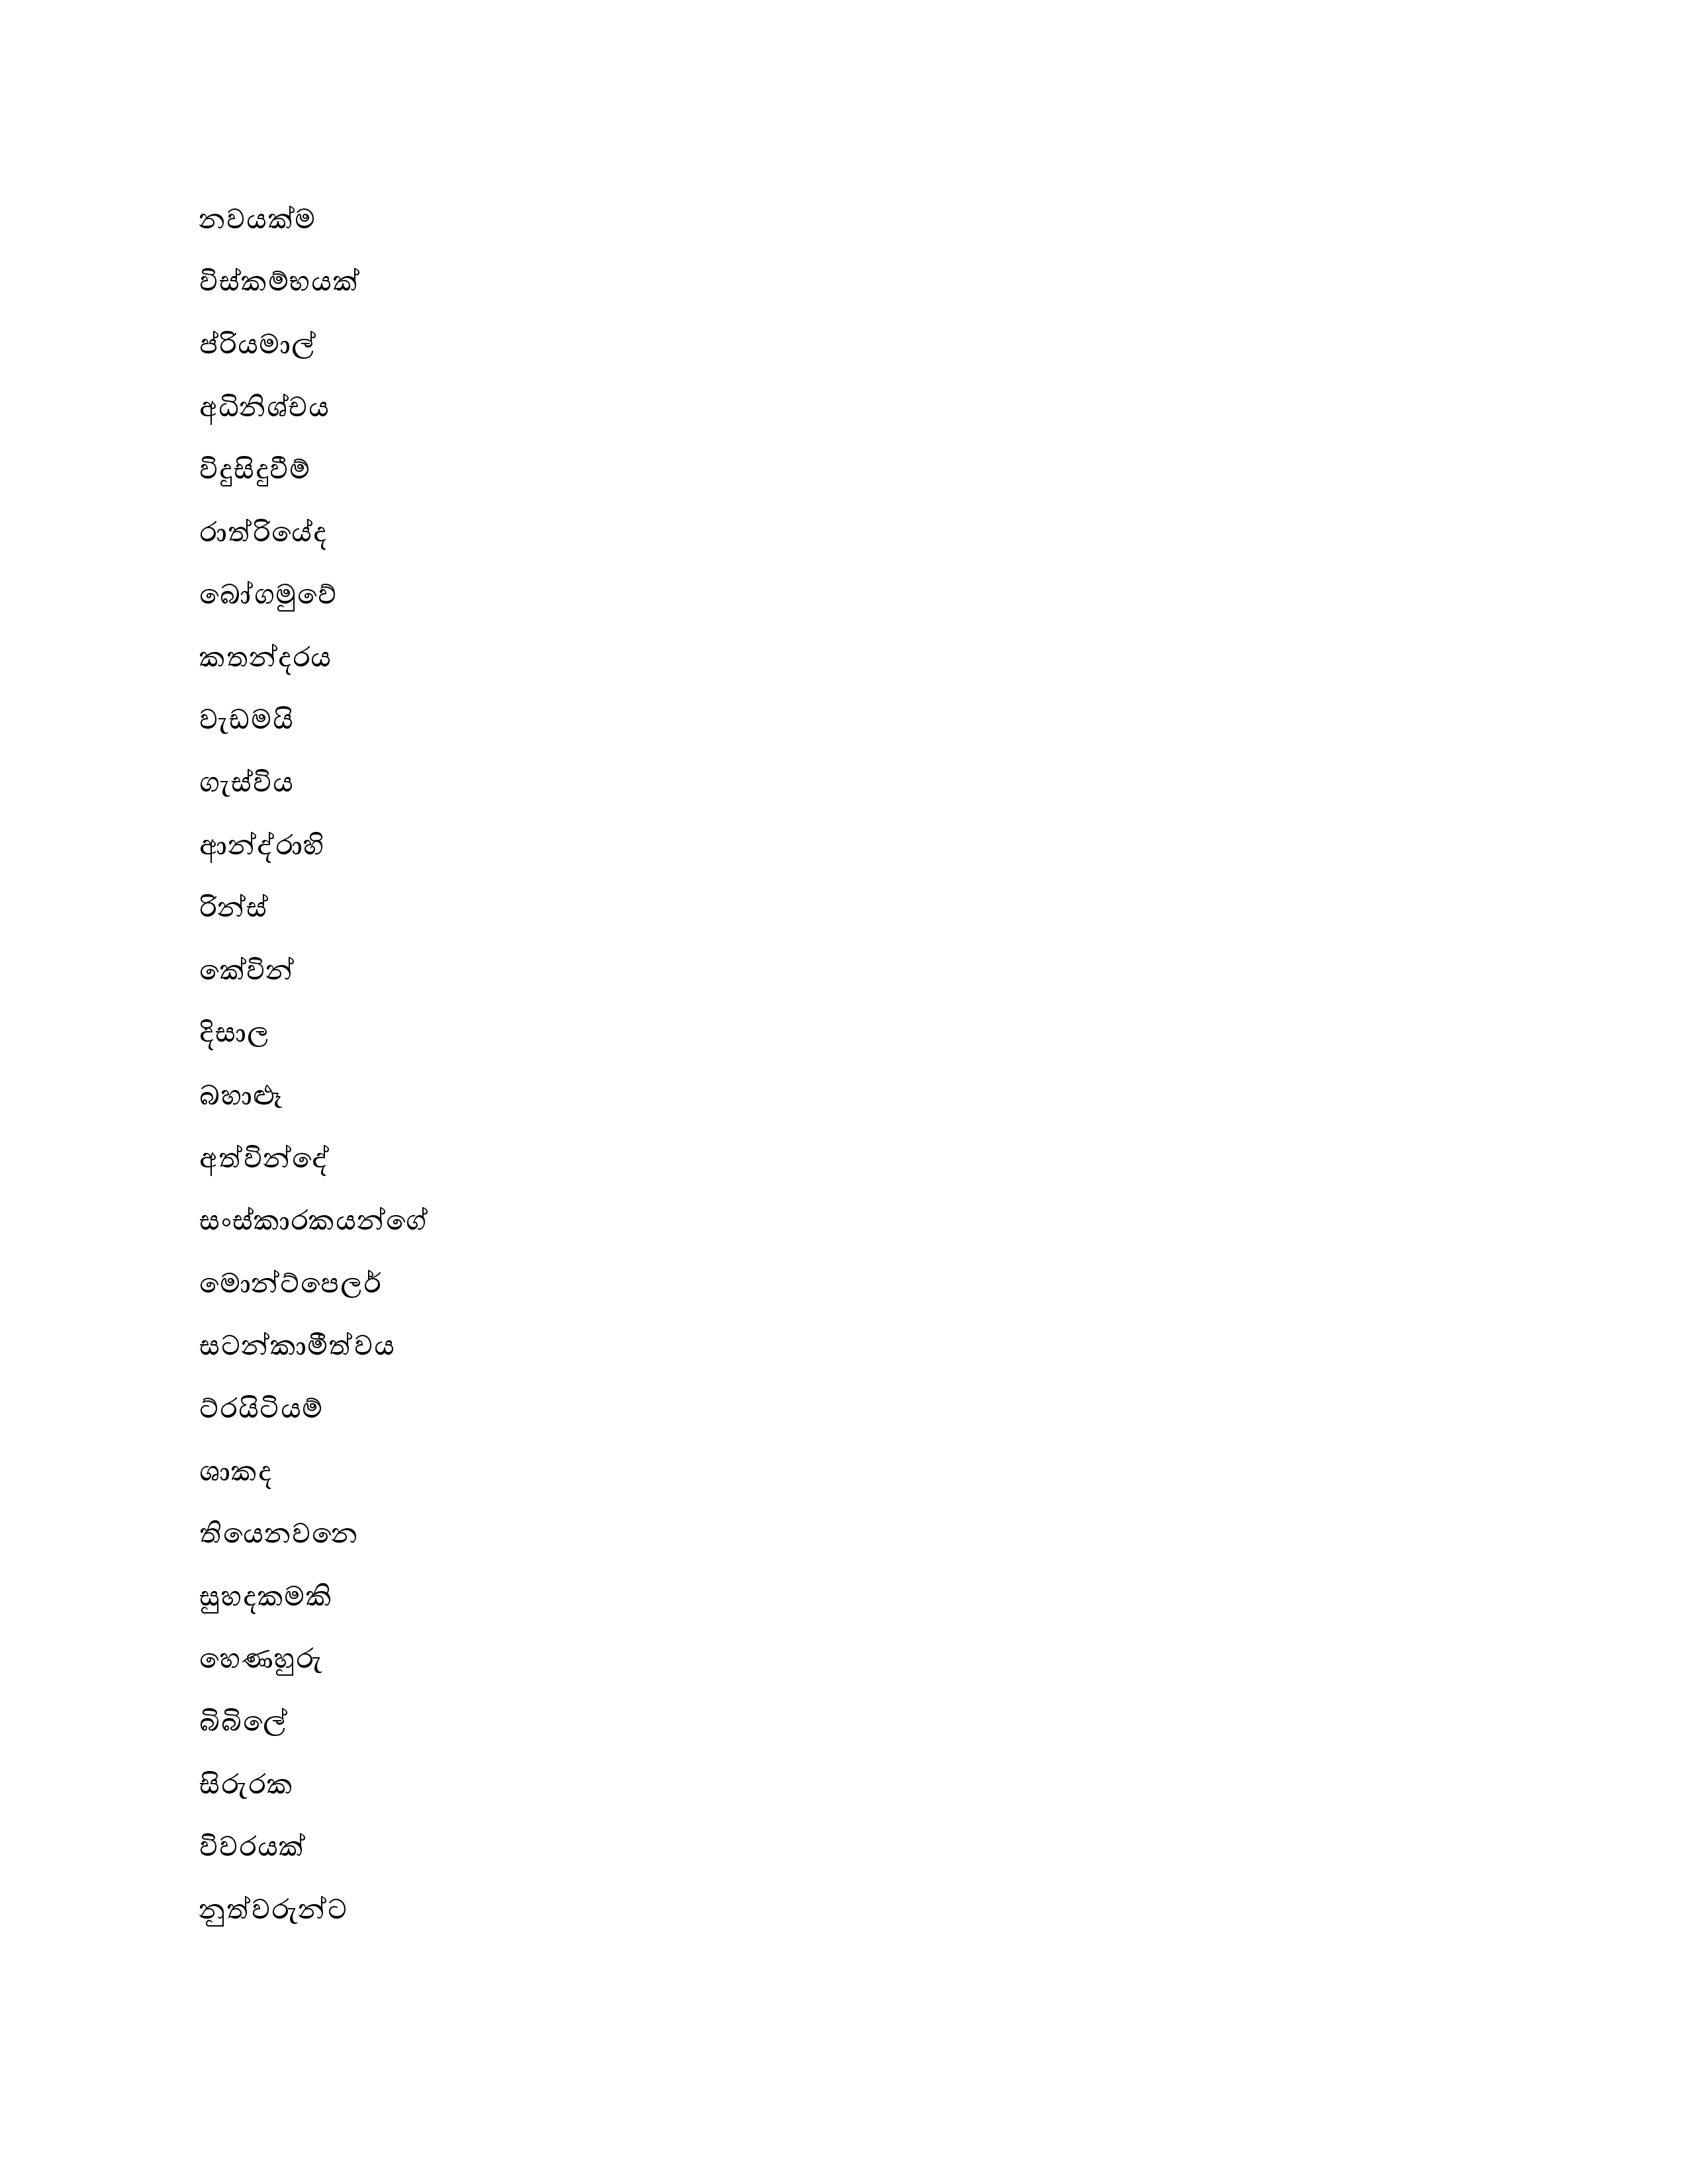 නවයක්ම
විස්කම්භයක්
ප්රියමාල්
අධිනිශ්චය
විදුසිදුවීම්
රාත්රියේද
බෝගමුවේ
කතන්දරය
වැඩමයි
ගැස්විය
ආන්ද්රාහි
රින්ස්
කේවින්
දිසාල
බහාළූ
අත්වින්දේ
සංස්කාරකයන්ගේ
මොන්ට්පෙලර්
සටන්කාමීත්වය
ට්රයිටියම්
ශාකද
තියෙනවනෙ
සුහදකමකි
හෙණහුරු
බිබිලේ
සිරුරක
විවරයක්
නුත්වරුන්ට